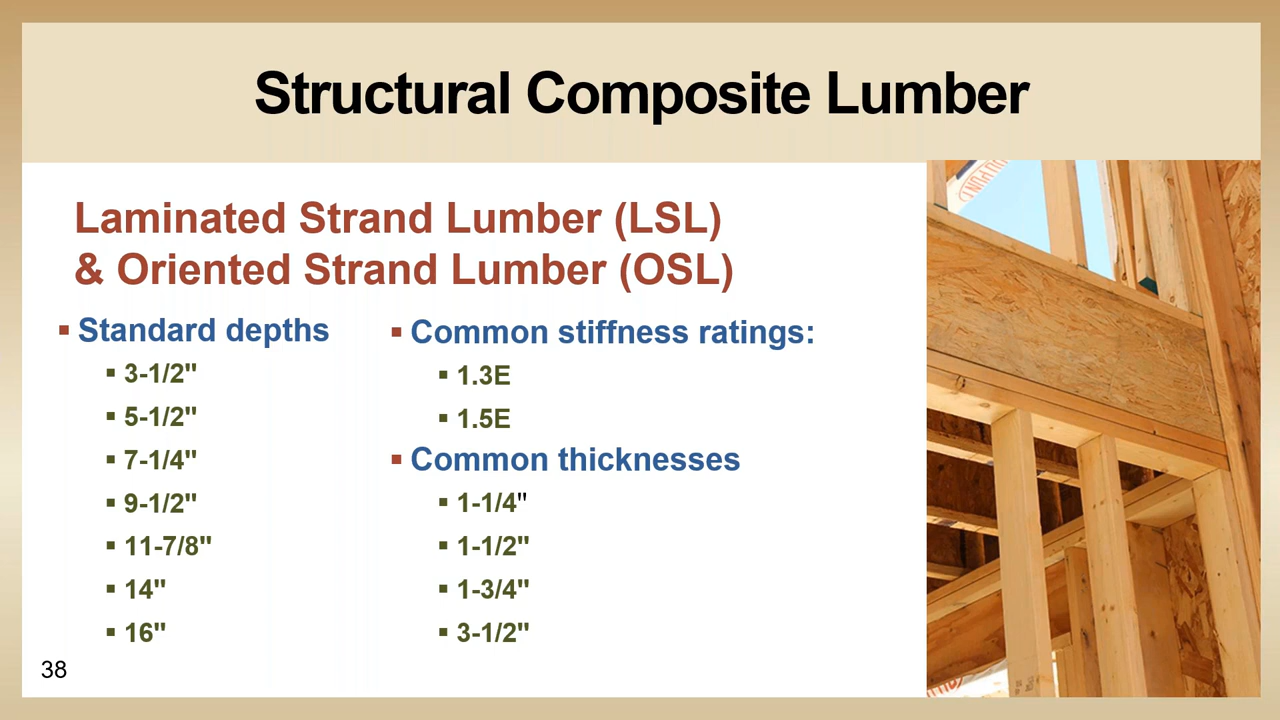 Structural Composite Lumber
Laminated Strand Lumber (LSL)
& Oriented Strand Lumber (OSL)
Standard depths
3-1/2"
5-1/2"
7-1/4"
9-1/2"
11-7/8"
14"
16"
Common stiffness ratings:
1.3E
1.5E
Common thicknesses
1-1/4"
1-1/2"
1-3/4"
3-1/2"
38